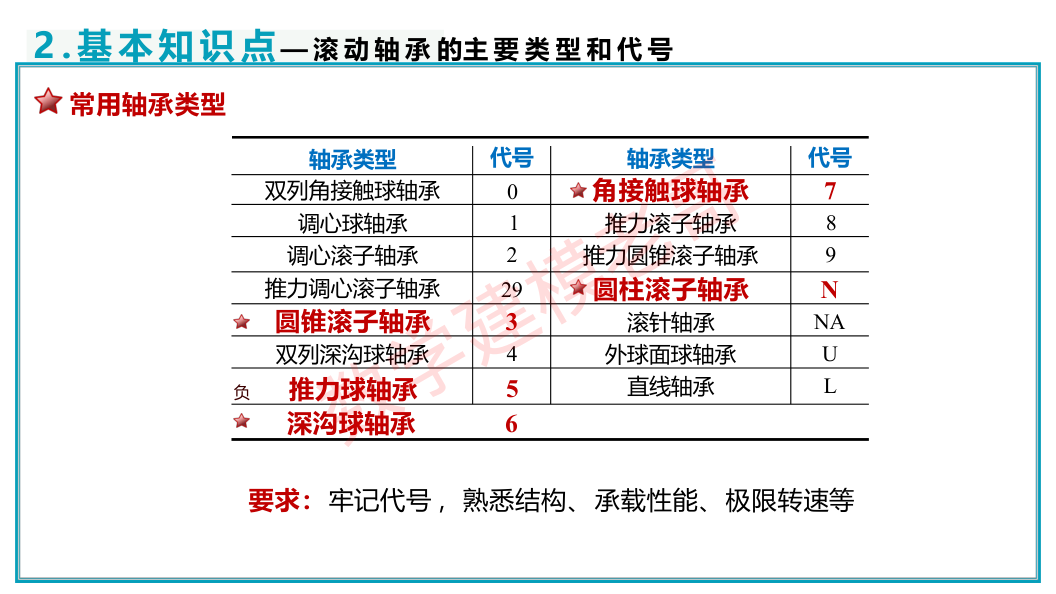 2.基本知识点—滚动轴承的主要类型和代号
常用轴承类型
轴承类型 代号 轴承类型 代号
双列角接触球轴承 0 角接触球轴承 7
调心球轴承 1 推力滚子轴承 8
调心滚子轴承 2 推力圆锥滚子轴承 9
推力调心滚子轴承 29 圆柱滚子轴承 N
圆锥滚子轴承 3 滚针轴承 NA
双列深沟球轴承 4 外球面球轴承 U
负 推力球轴承 5 直线轴承 L
深沟球轴承 6
要求：牢记代号，熟悉结构、承载性能、极限转速等